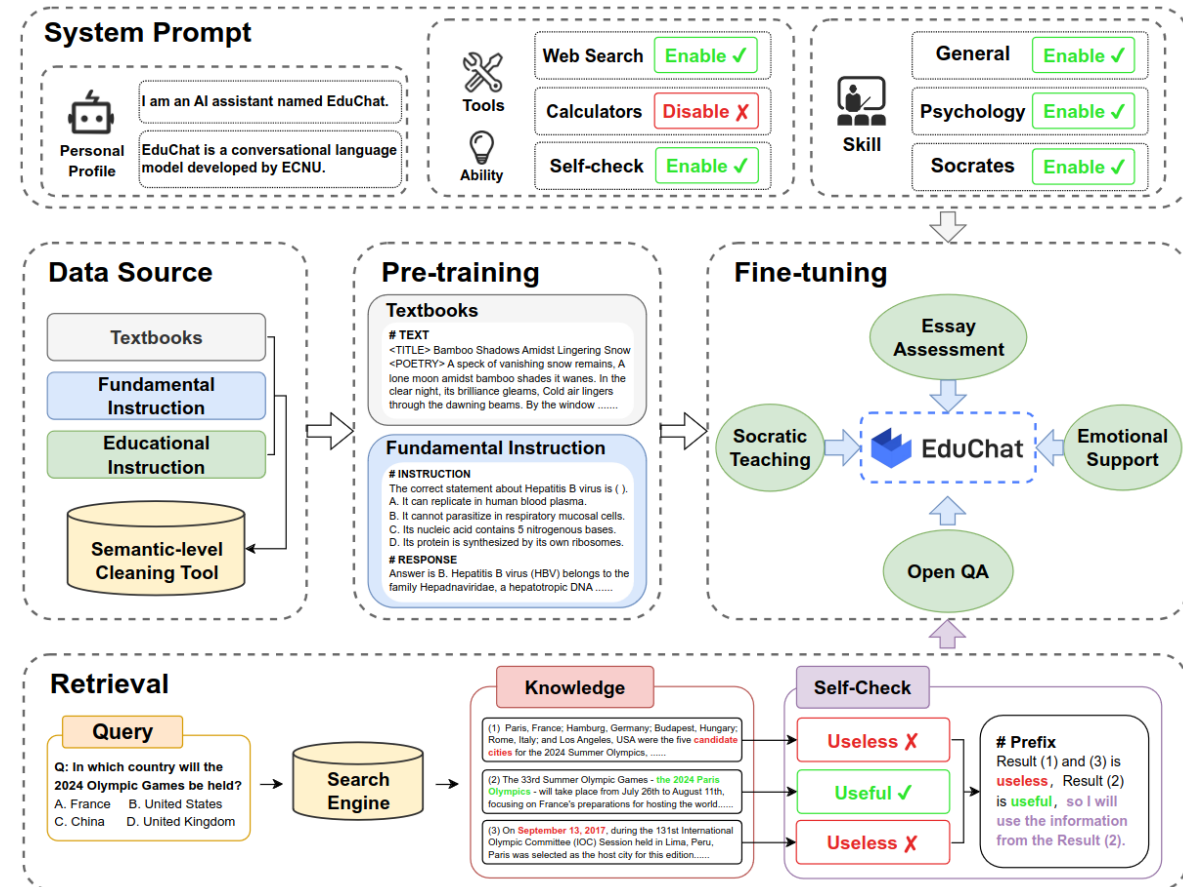 System Prompt
Personal
Profile
I am an AI assistant named EduChat.
EduChat is a conversational language
model developed by ECNU.
Tools
Ability
Web Search
Enable ✓
Calculators
Disable ✗
Self-check
Enable ✓
Skill
General
Enable ✓
Psychology
Enable ✓
Socrates
Enable ✓
Data Source
Textbooks
Fundamental
Instruction
Educational
Instruction
Semantic-level
Cleaning Tool
Pre-training
Textbooks
# TEXT
<TITLE> Bamboo Shadows Amidst Lingering Snow
<POETRY> A speck of vanishing snow remains, A
lone moon amidst bamboo shades it wanes. In the
clear night, its brilliance gleams, Cold air lingers
through the dawning beams. By the window .......
Fundamental Instruction
# INSTRUCTION
The correct statement about Hepatitis B virus is ( ).
A. It can replicate in human blood plasma.
B. It cannot parasitize in respiratory mucosal cells.
C. Its nucleic acid contains 5 nitrogenous bases.
D. Its protein is synthesized by its own ribosomes.
# RESPONSE
Answer is B. Hepatitis B virus (HBV) belongs to the
family Hepadnaviridae, a hepatotropic DNA ......
Fine-tuning
Essay
Assessment
Socratic
Teaching
EduChat
Emotional
Support
Open QA
Retrieval
Query
Q: In which country will the
2024 Olympic Games be held?
A. France B. United States
C. China D. United Kingdom
Search
Engine
Knowledge
(1) Paris, France; Hamburg, Germany; Budapest, Hungary;
Rome, Italy; and Los Angeles, USA were the five candidate
cities for the 2024 Summer Olympics, ......
(2) The 33rd Summer Olympic Games - the 2024 Paris
Olympics - will take place from July 26th to August 11th,
focusing on France's preparations for hosting the world......
(3) On September 13, 2017, during the 131st International
Olympic Committee (IOC) Session held in Lima, Peru,
Paris was selected as the host city for this edition......
Self-Check
Useless ✗
Useful ✓
Useless ✗
# Prefix
Result (1) and (3) is
useless, Result (2)
is useful, so I will
use the information
from the Result (2).